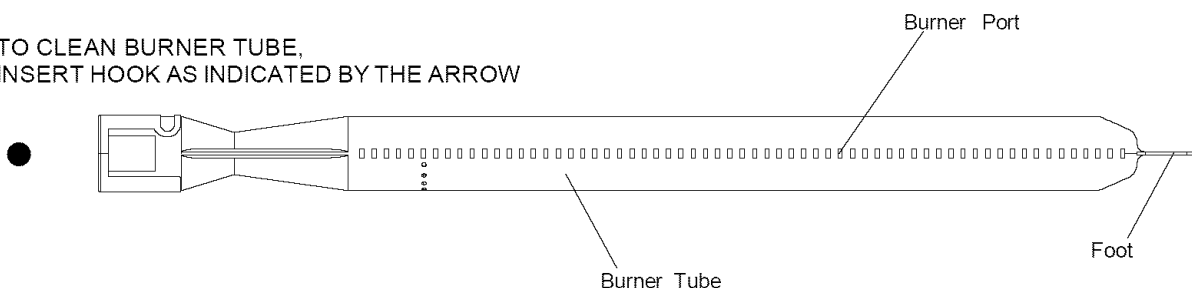 TO CLEAN BURNER TUBE,
INSERT HOOK AS INDICATED BY THE ARROW
Burner Port
Foot
Burner Tube